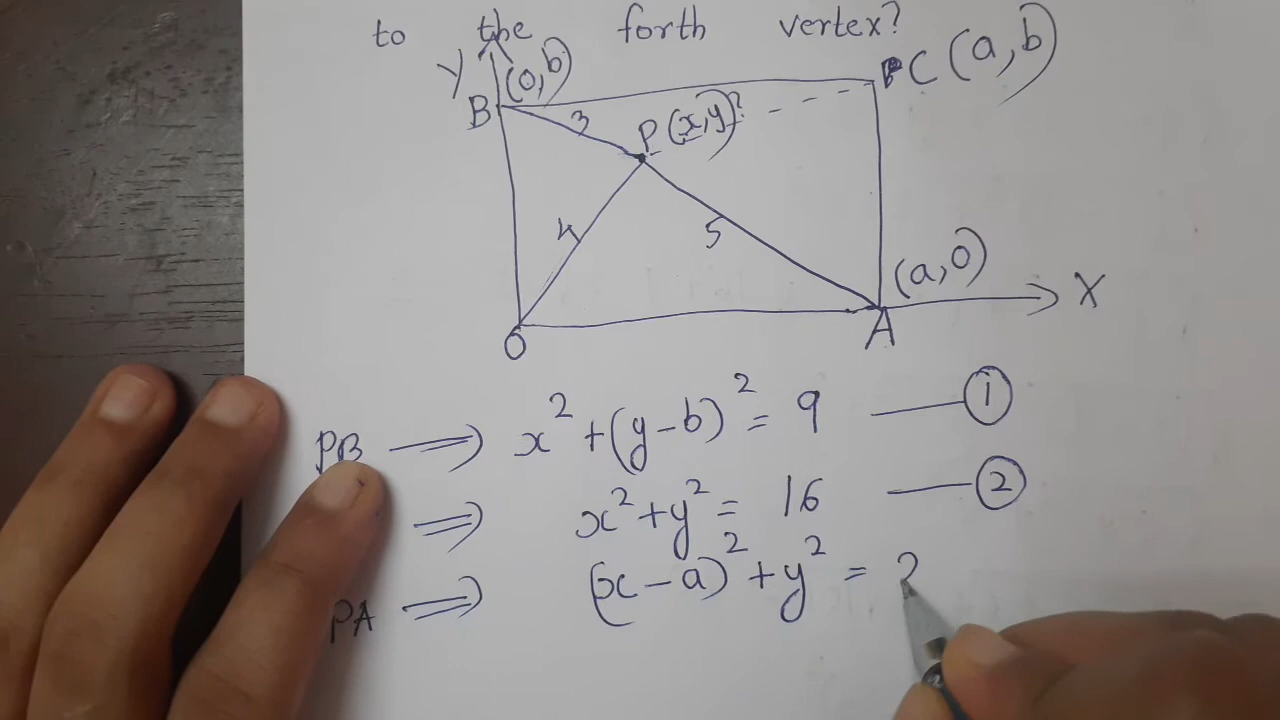 to the forth vertex?
Y
(0,b)
B
C (a,b)
3
P (x,y)?
4
5
(a,0)
X
O
A
PB ⟹ x² + (y-b)² = 9 —— ①
⟹ x² + y² = 16 —— ②
PA ⟹ (x-a)² + y² = 2